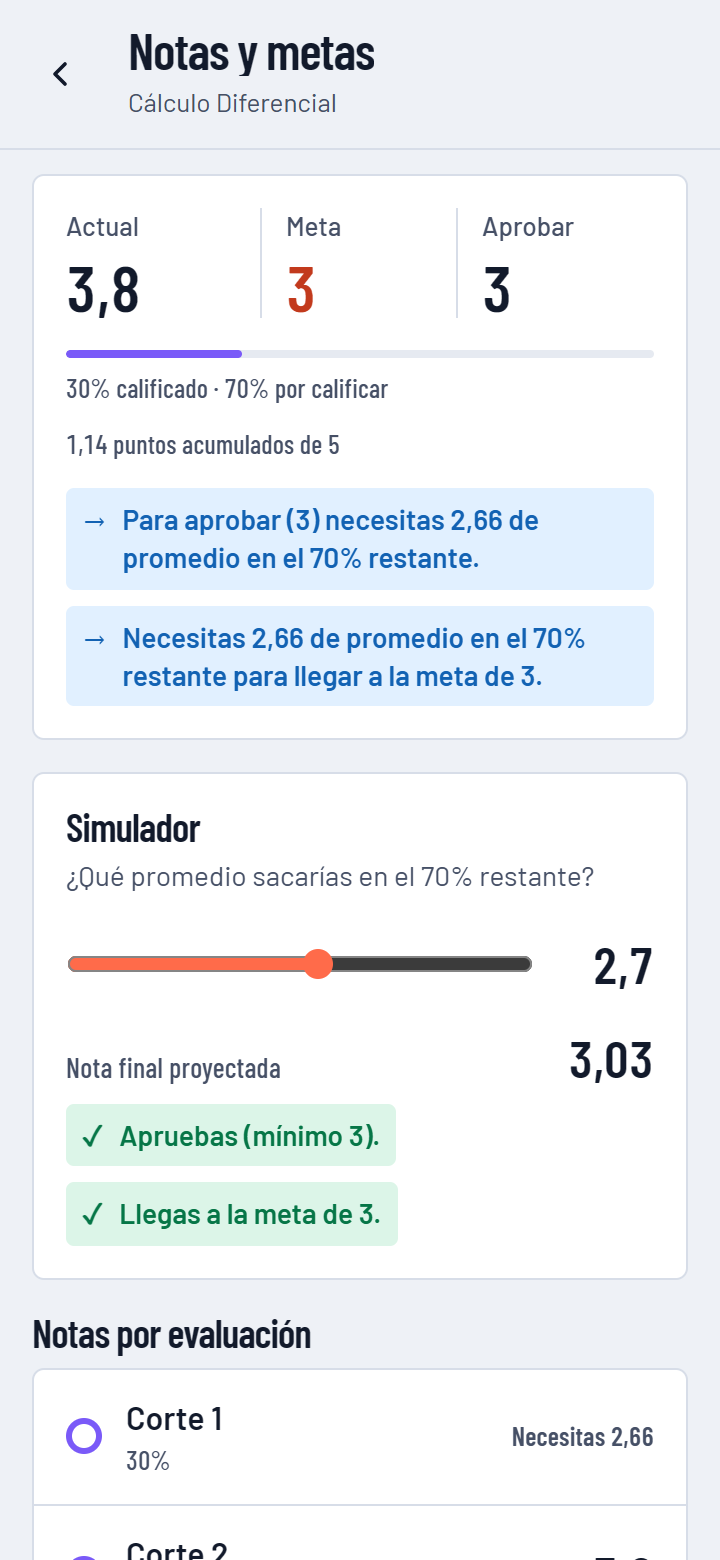 Notas y metas
Cálculo Diferencial
Actual
Meta
Aprobar
3,8
3
3
30% calificado · 70% por calificar
1,14 puntos acumulados de 5
→ Para aprobar (3) necesitas 2,66 de
promedio en el 70% restante.
→ Necesitas 2,66 de promedio en el 70%
restante para llegar a la meta de 3.
Simulador
¿Qué promedio sacarías en el 70% restante?
2,7
Nota final proyectada
3,03
✓ Apruebas (mínimo 3).
✓ Llegas a la meta de 3.
Notas por evaluación
Corte 1
30%
Necesitas 2,66
Corte 2